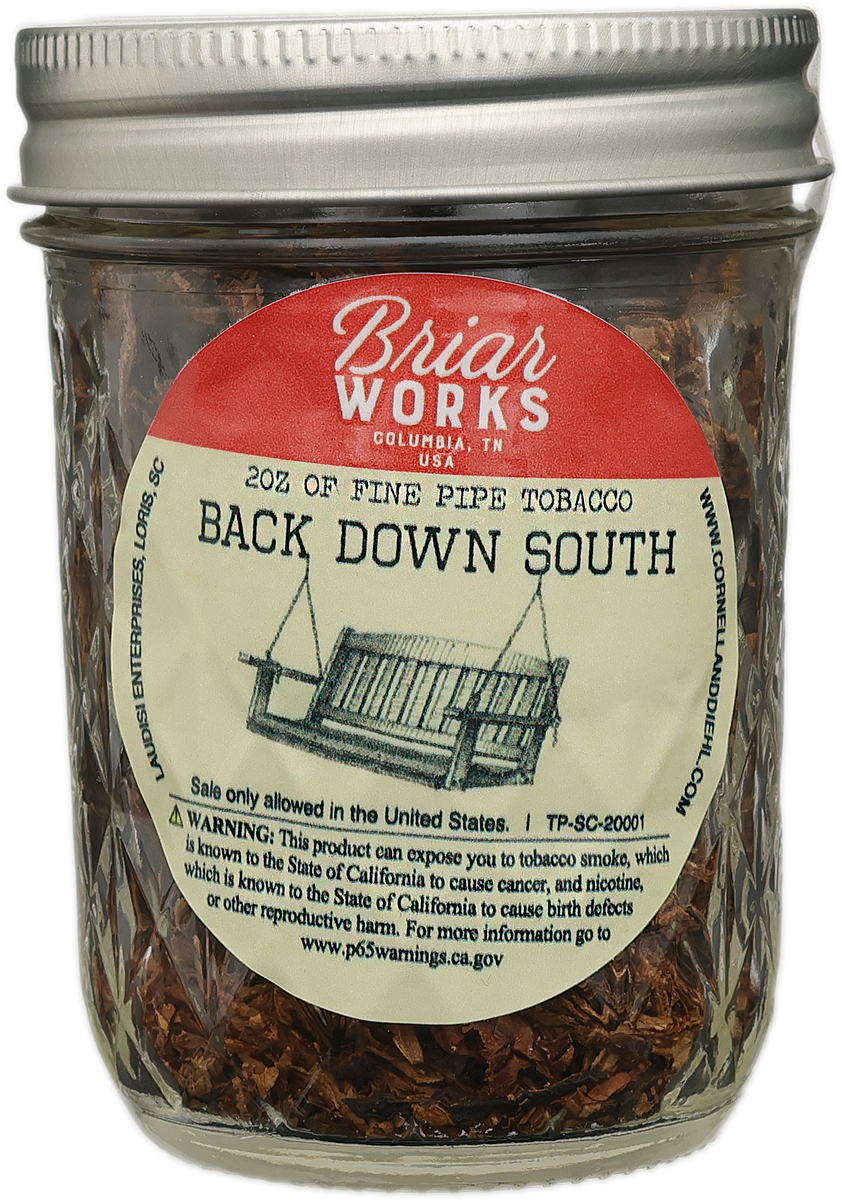 Briar
WORKS
COLUMBIA, TN
USA
2OZ OF FINE PIPE TOBACCO
BACK DOWN SOUTH
LAUDISI ENTERPRISES, LORIS, SC
WWW.CORNELLANDDIEHL.COM
Sale only allowed in the United States. | TP-SC-20001
⚠ WARNING: This product can expose you to tobacco smoke, which
is known to the State of California to cause cancer, and nicotine,
which is known to the State of California to cause birth defects
or other reproductive harm. For more information go to
www.p65warnings.ca.gov